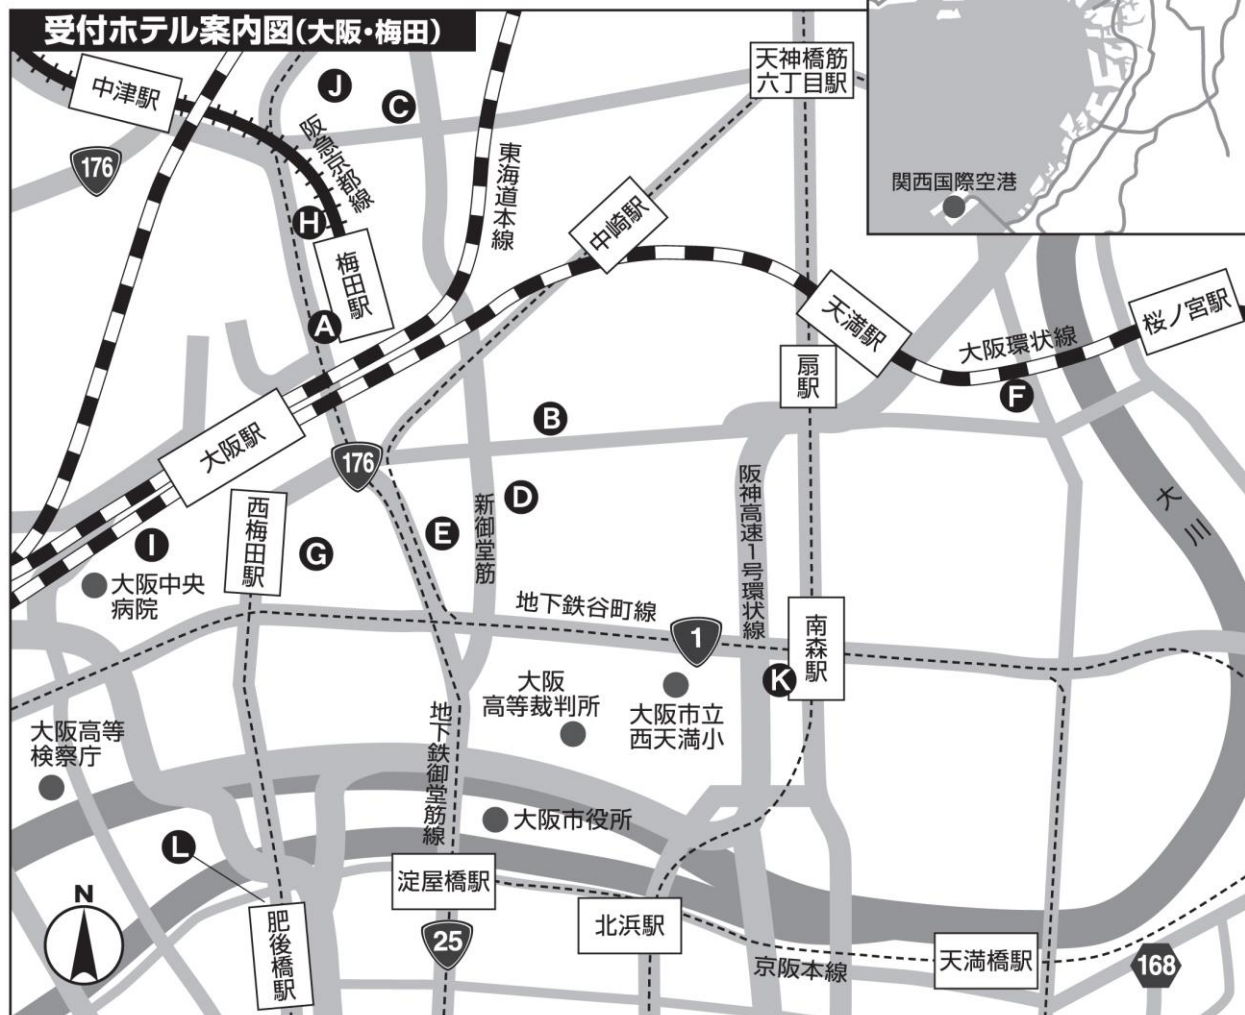 受付ホテル案内図(大阪・梅田)
天神橋筋
六丁目駅
中津駅
J
C
176
阪急京都線
東海道本線
関西国際空港
H
中崎駅
梅田駅
A
天満駅
桜ノ宮駅
大阪環状線
扇駅
F
B
大阪駅
176
西梅田駅
新御堂筋
D
阪神高速1号環状線
大川
E
G
I
大阪中央
病院
地下鉄谷町線
1
南森駅
K
大阪
高等裁判所
大阪市立
西天満小
大阪高等
検察庁
地下鉄御堂筋線
大阪市役所
L
N
淀屋橋駅
肥後橋駅
25
北浜駅
京阪本線
天満橋駅
168